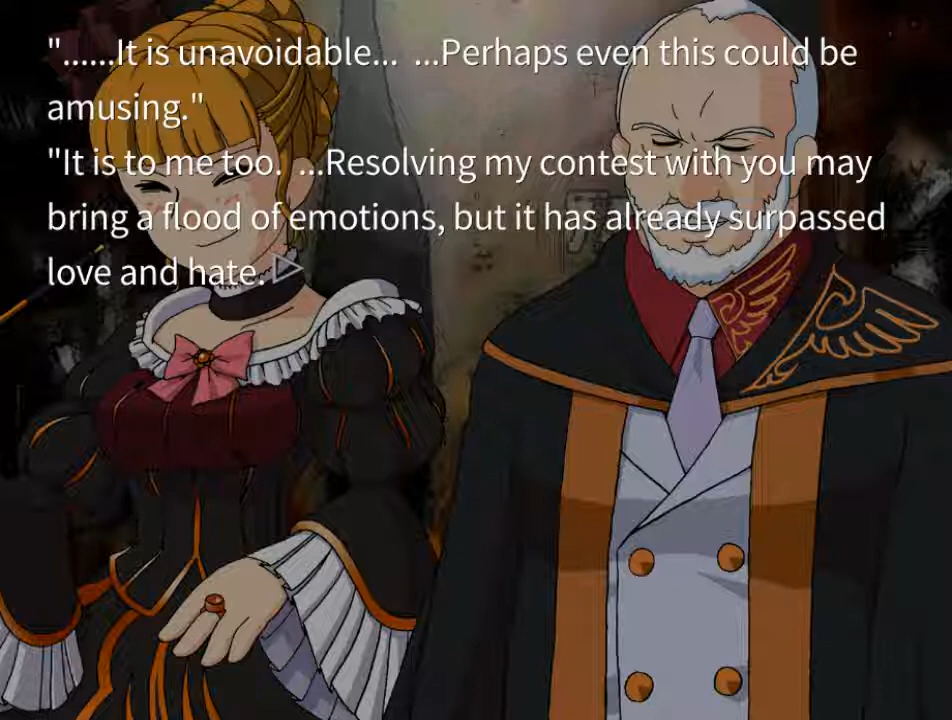 "......It is unavoidable... ...Perhaps even this could be
amusing."
"It is to me too. ...Resolving my contest with you may
bring a flood of emotions, but it has already surpassed
love and hate.